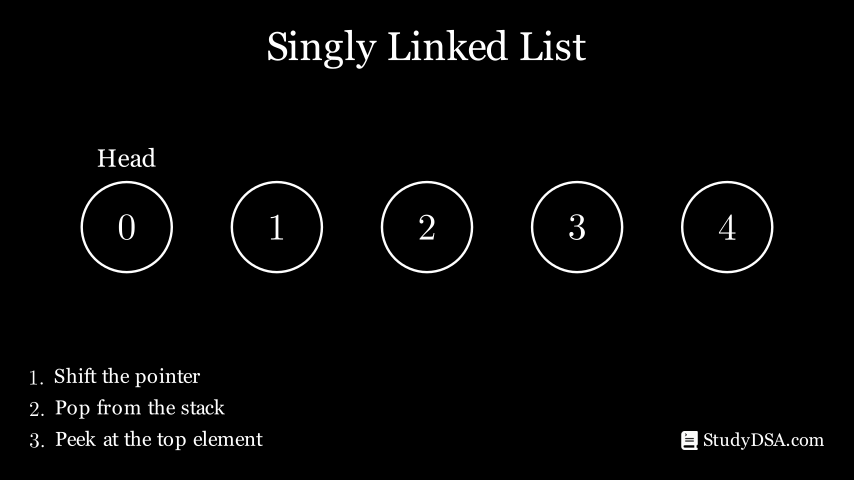 Singly Linked List
Head
0 1 2 3 4
1. Shift the pointer
2. Pop from the stack
3. Peek at the top element
StudyDSA.com